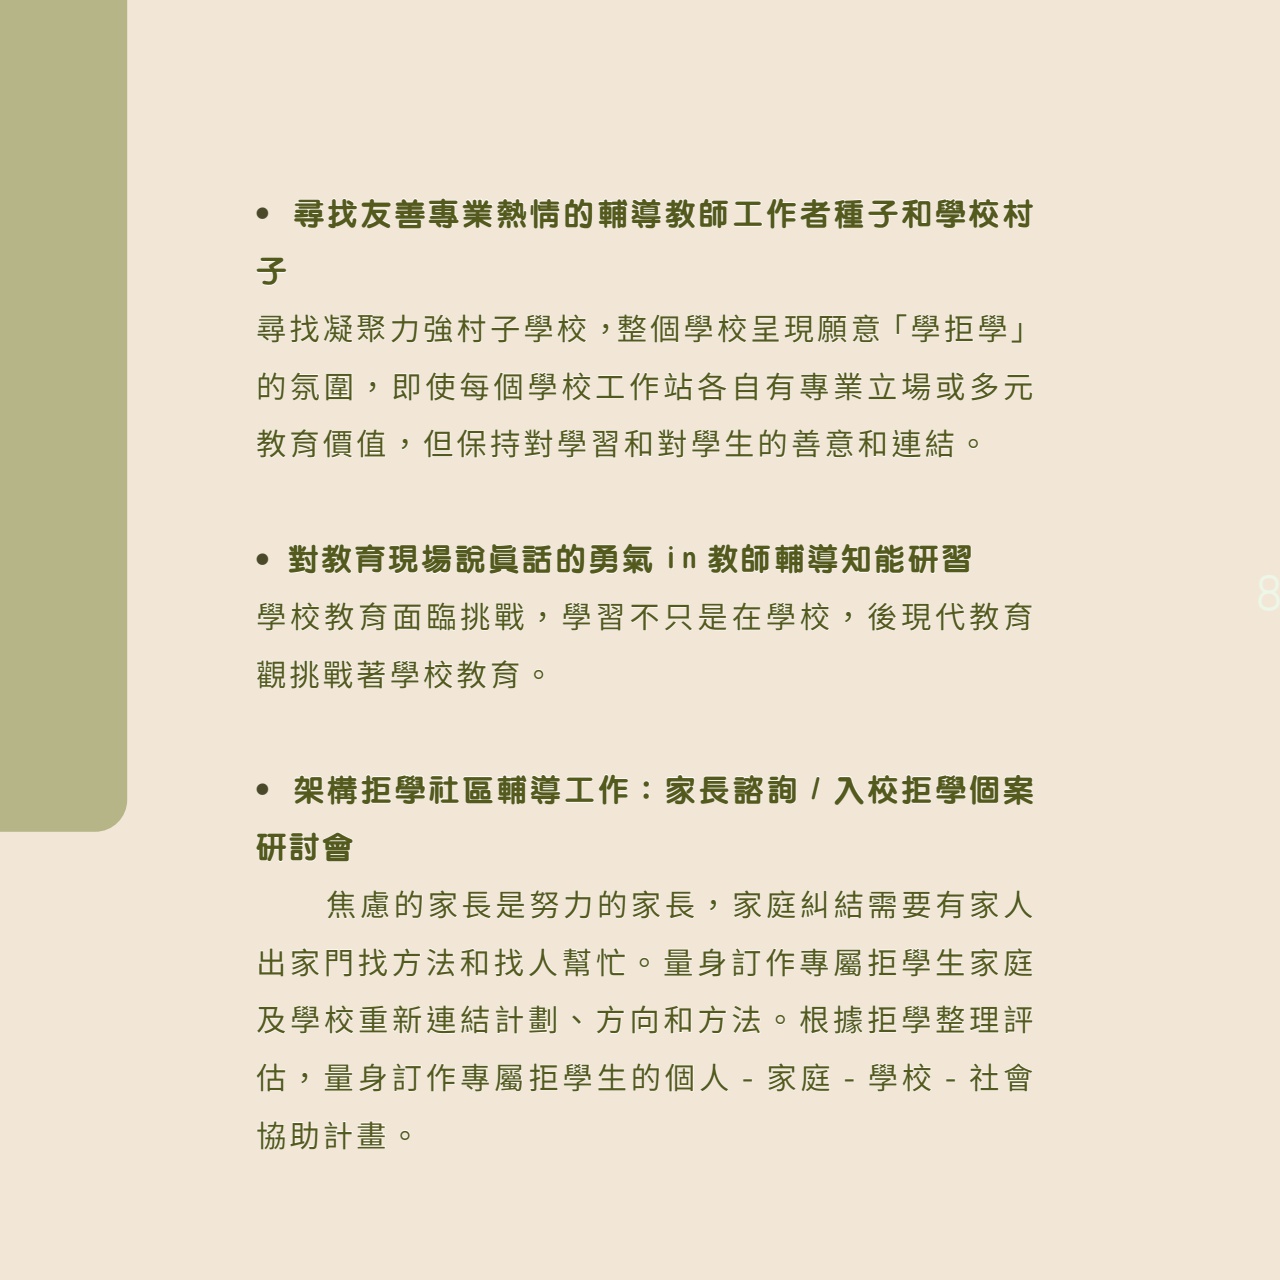 • 尋找友善專業熱情的輔導教師工作者種子和學校村
子
尋找凝聚力強村子學校，整個學校呈現願意「學拒學」
的氛圍，即使每個學校工作站各自有專業立場或多元
教育價值，但保持對學習和對學生的善意和連結。
• 對教育現場說真話的勇氣 in 教師輔導知能研習
學校教育面臨挑戰，學習不只是在學校，後現代教育
觀挑戰著學校教育。
• 架構拒學社區輔導工作：家長諮詢 / 入校拒學個案
研討會
焦慮的家長是努力的家長，家庭糾結需要有家人
出家門找方法和找人幫忙。量身訂作專屬拒學生家庭
及學校重新連結計劃、方向和方法。根據拒學整理評
估，量身訂作專屬拒學生的個人 - 家庭 - 學校 - 社會
協助計畫。
8